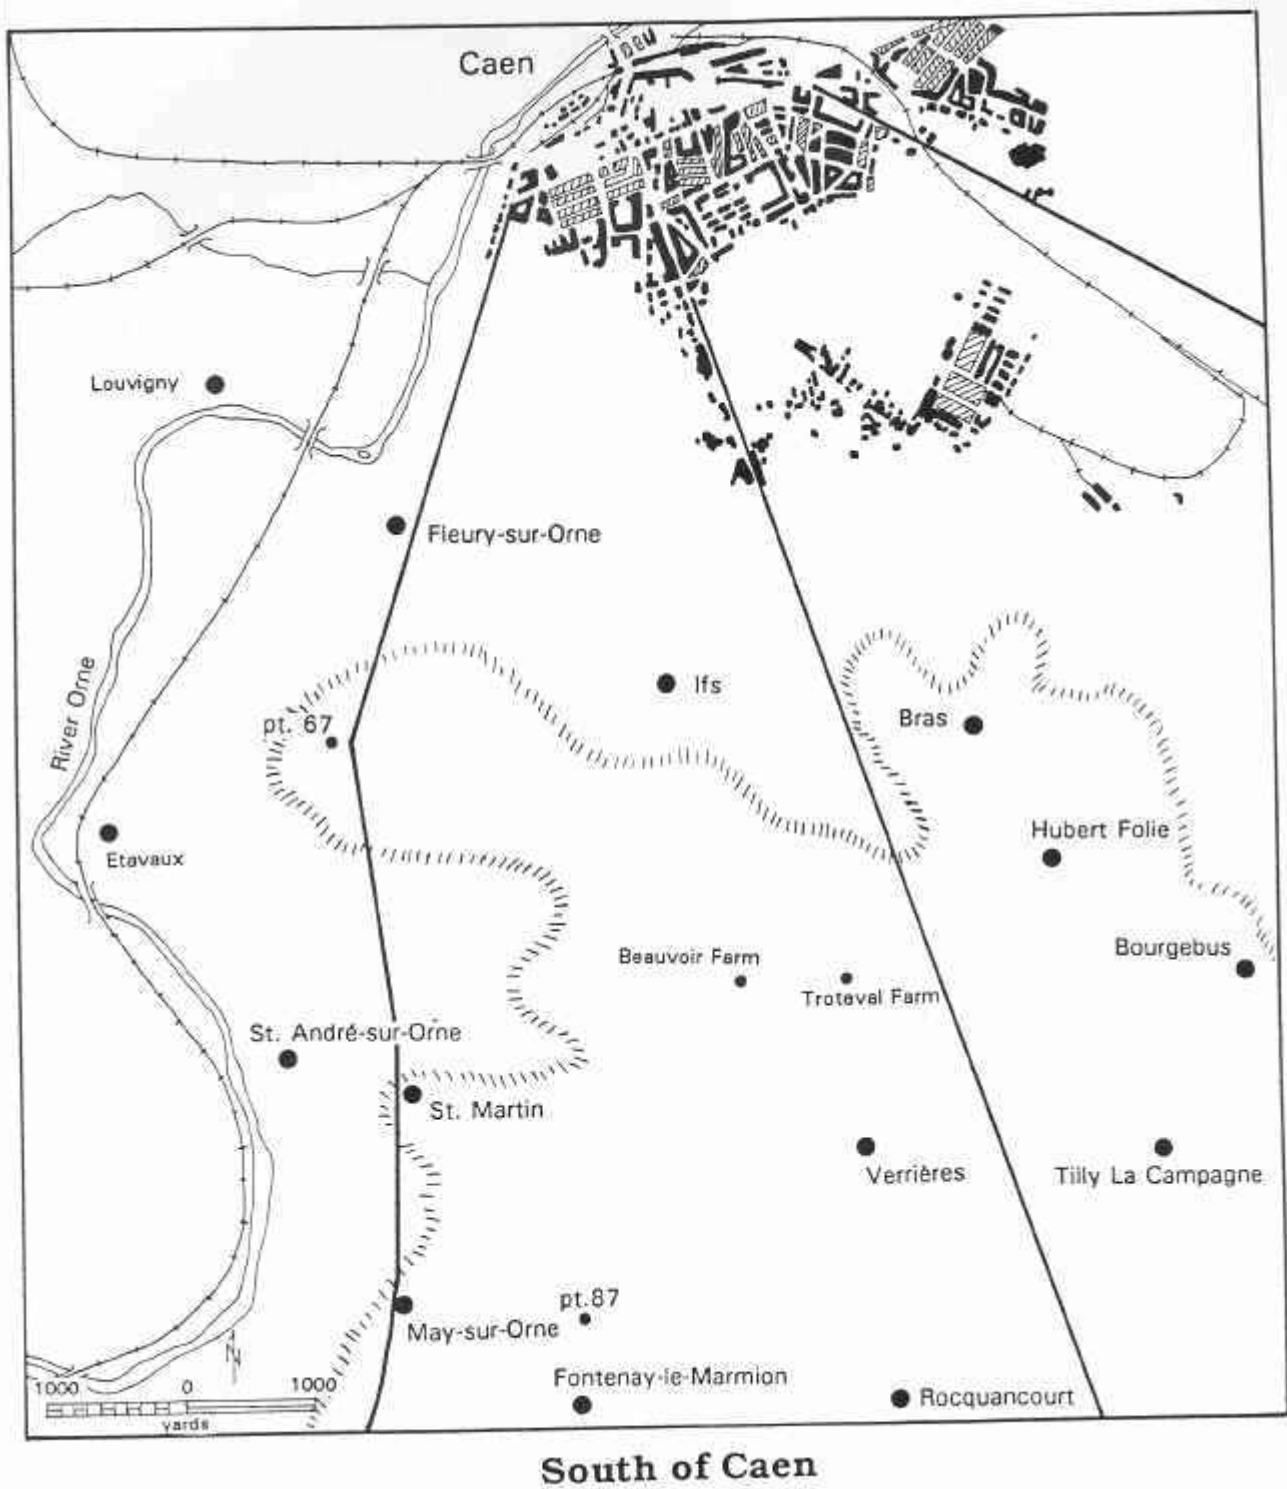 Caen
Louvigny
Fleury-sur-Orne
River Orne
Ifs
pt. 67
Bras
Etavaux
Hubert Folie
Beauvoir Farm
Bourgebus
Troteval Farm
St. André-sur-Orne
St. Martin
Verrières
Tilly La Campagne
pt.87
May-sur-Orne
N
Fontenay-le-Marmion
Rocquancourt
1000 0 1000
yards
South of Caen